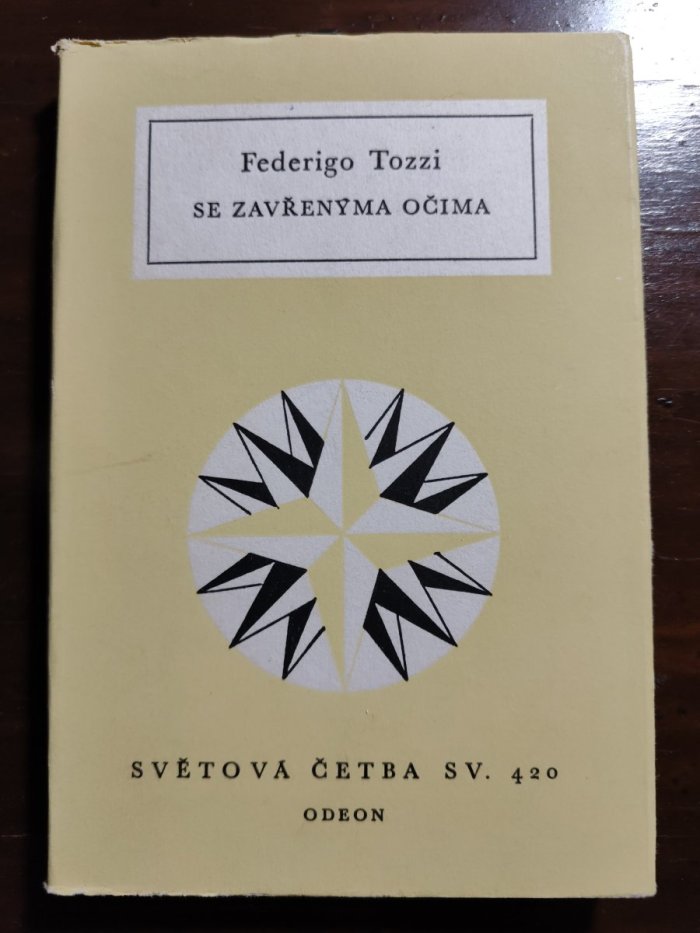 Federigo Tozzi
SE ZAVŘENÝMA OČIMA
SVĚTOVÁ ČETBA SV. 420
ODEON